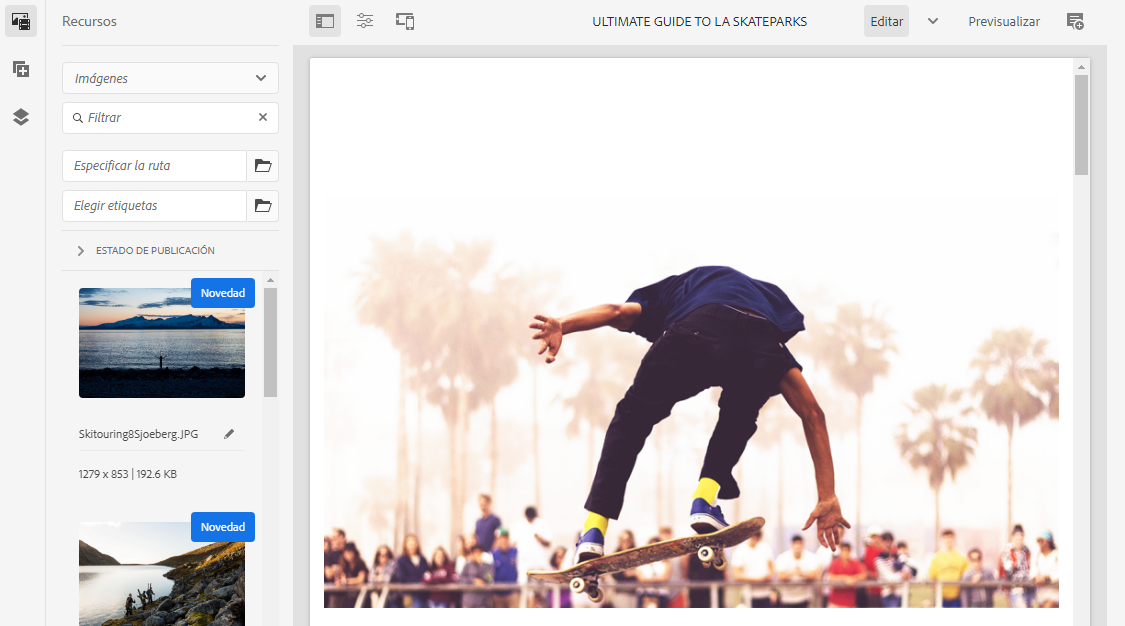 Recursos
ULTIMATE GUIDE TO LA SKATEPARKS
Editar
Previsualizar
Imágenes
Filtrar
Especificar la ruta
Elegir etiquetas
ESTADO DE PUBLICACIÓN
Novedad
Skitouring8Sjoeberg.JPG
1279 x 853 | 192.6 KB
Novedad